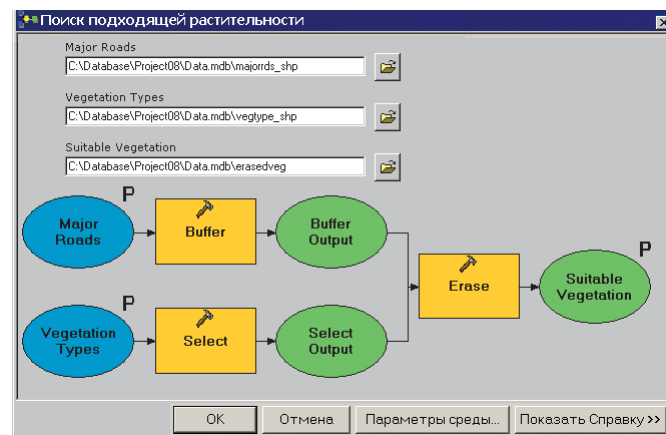 Поиск подходящей растительности
Major Roads
C:\Database\Project08\Data.mdb\majorrds_shp
Vegetation Types
C:\Database\Project08\Data.mdb\vegtype_shp
Suitable Vegetation
C:\Database\Project08\Data.mdb\erasedveg
P
Major
Roads
Buffer
Buffer
Output
P
Vegetation
Types
Select
Select
Output
Erase
P
Suitable
Vegetation
OK
Отмена
Параметры среды...
Показать Справку >>